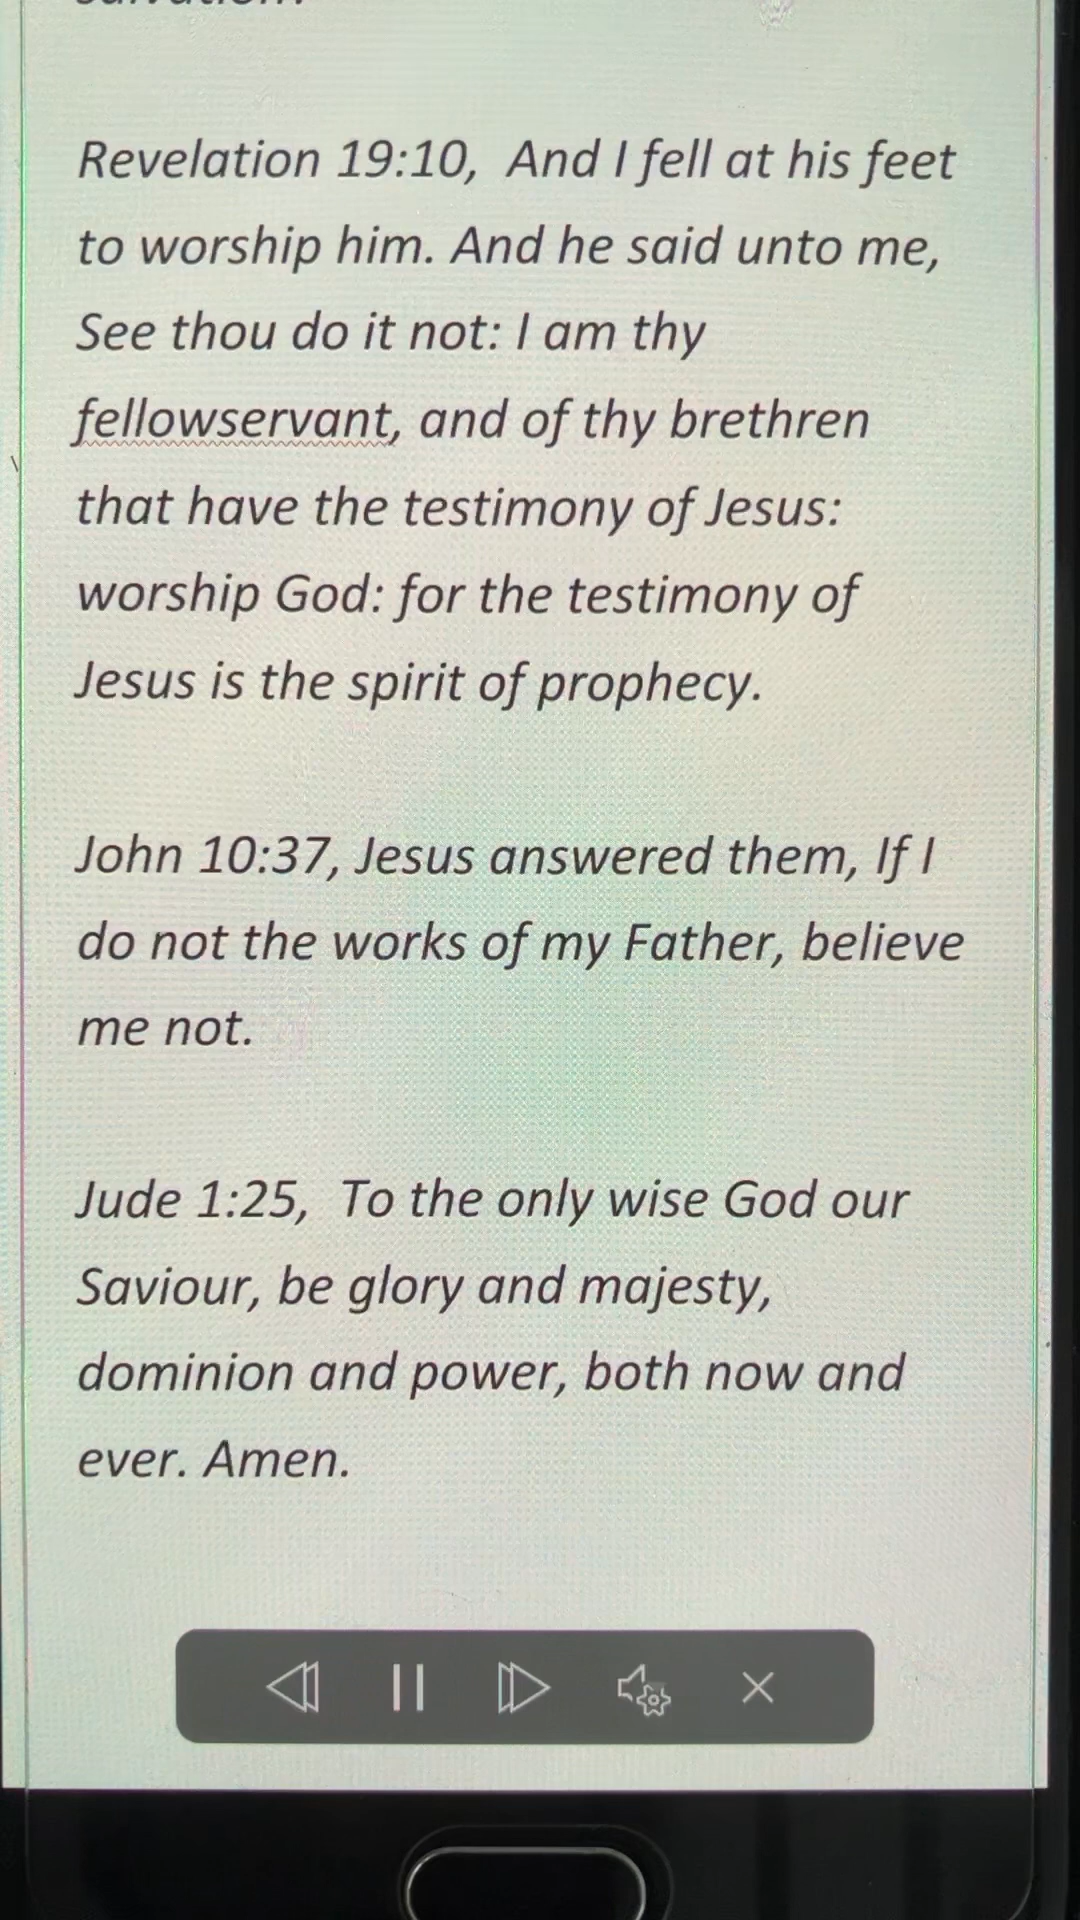 Revelation 19:10,  And I fell at his feet
to worship him. And he said unto me,
See thou do it not: I am thy
fellowservant, and of thy brethren
that have the testimony of Jesus:
worship God: for the testimony of
Jesus is the spirit of prophecy.
John 10:37, Jesus answered them, If I
do not the works of my Father, believe
me not.
Jude 1:25,  To the only wise God our
Saviour, be glory and majesty,
dominion and power, both now and
ever. Amen.